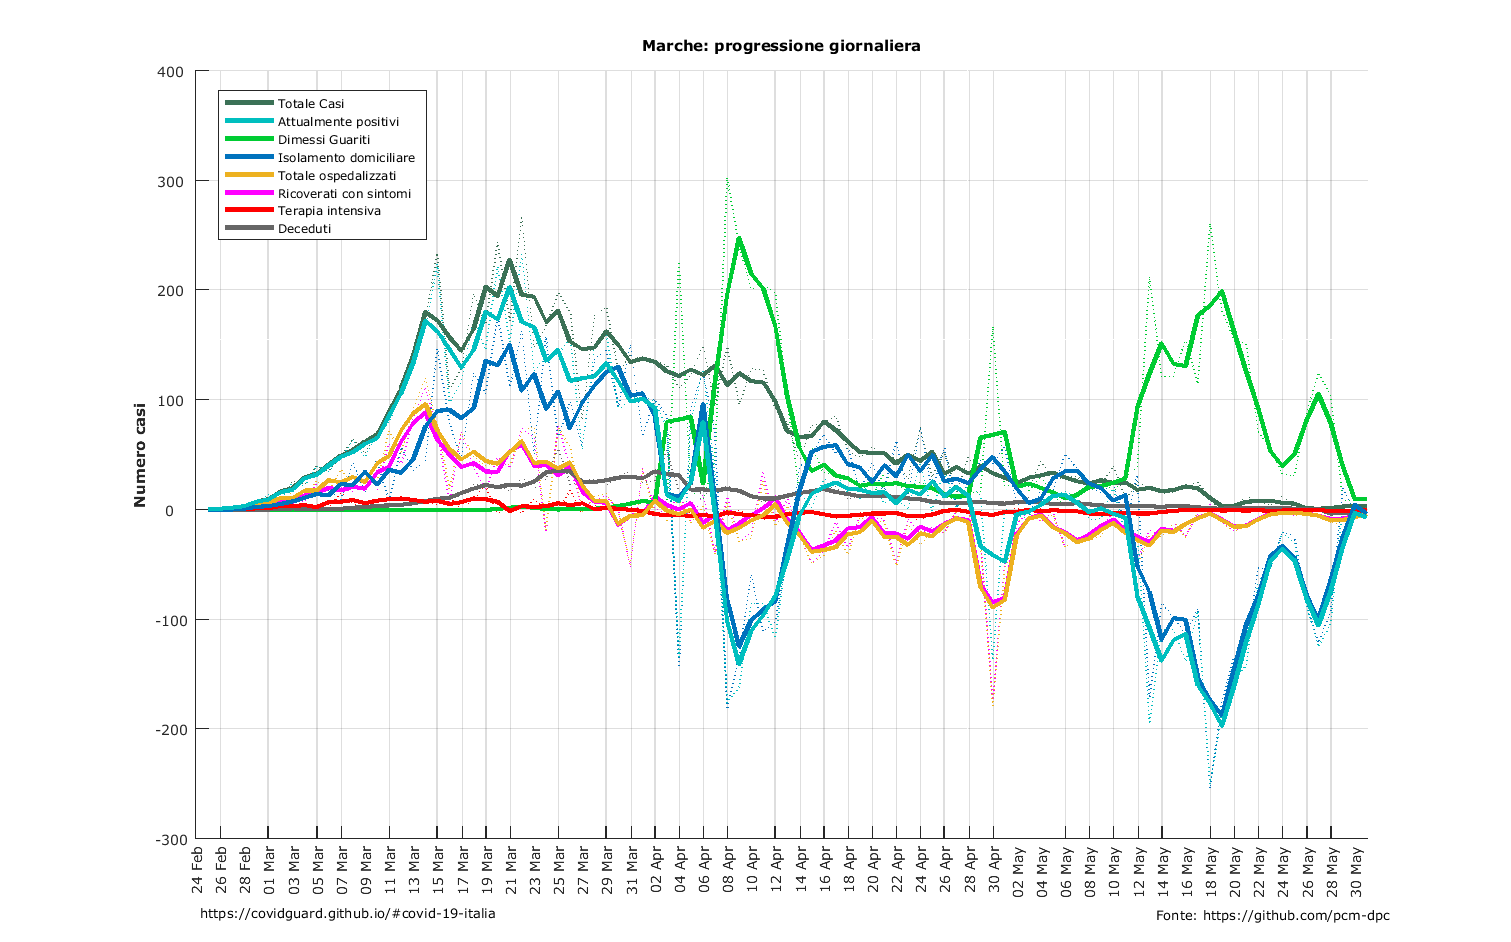 Marche: progressione giornaliera
400
300
200
100
0
-100
-200
-300
Numero casi
Totale Casi
Attualmente positivi
Dimessi Guariti
Isolamento domiciliare
Totale ospedalizzati
Ricoverati con sintomi
Terapia intensiva
Deceduti
24 Feb
26 Feb
28 Feb
01 Mar
03 Mar
05 Mar
07 Mar
09 Mar
11 Mar
13 Mar
15 Mar
17 Mar
19 Mar
21 Mar
23 Mar
25 Mar
27 Mar
29 Mar
31 Mar
02 Apr
04 Apr
06 Apr
08 Apr
10 Apr
12 Apr
14 Apr
16 Apr
18 Apr
20 Apr
22 Apr
24 Apr
26 Apr
28 Apr
30 Apr
02 May
04 May
06 May
08 May
10 May
12 May
14 May
16 May
18 May
20 May
22 May
24 May
26 May
28 May
30 May
https://covidguard.github.io/#covid-19-italia
Fonte: https://github.com/pcm-dpc